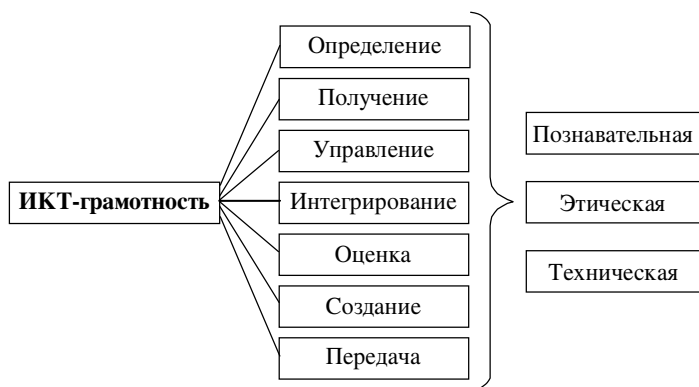 ИКТ-грамотность
Определение
Получение
Управление
Интегрирование
Оценка
Создание
Передача
Познавательная
Этическая
Техническая